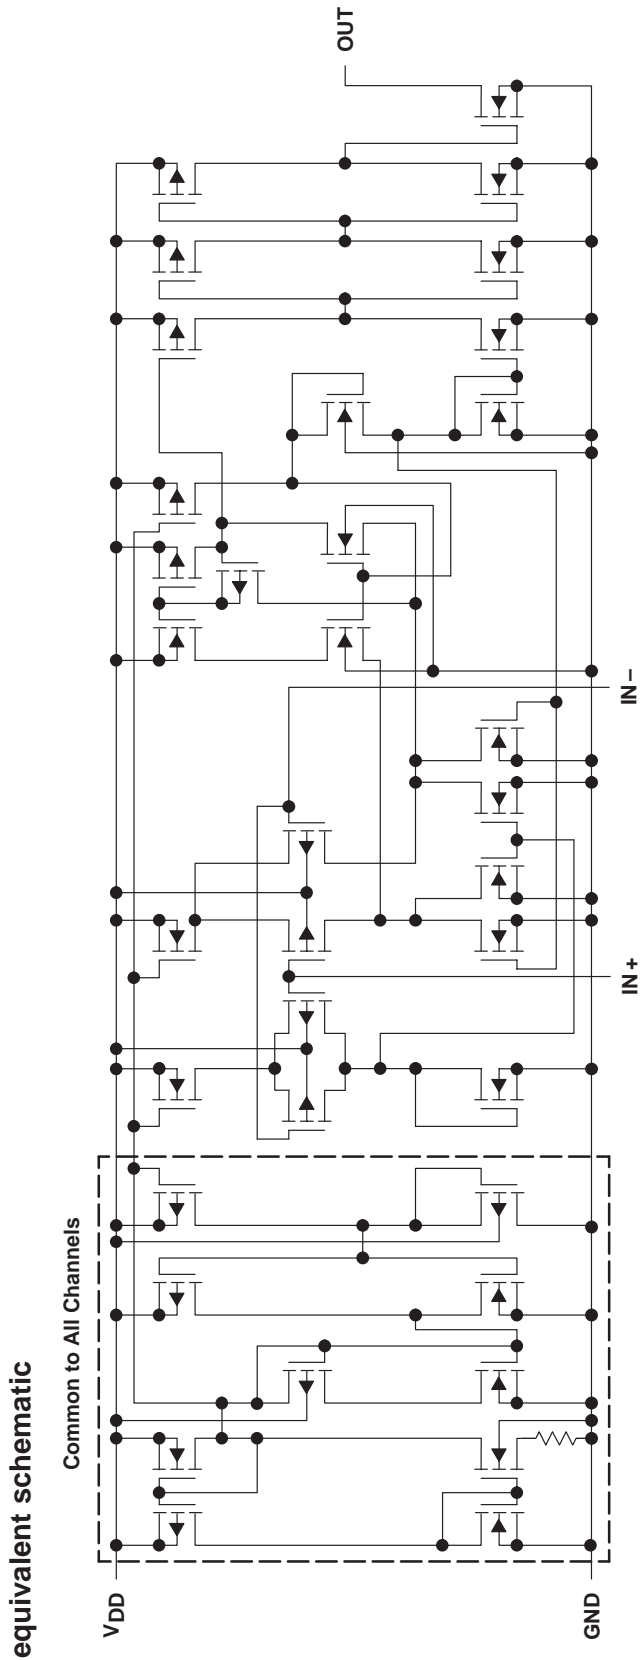 equivalent schematic
Common to All Channels
VDD
GND
IN+
IN−
OUT